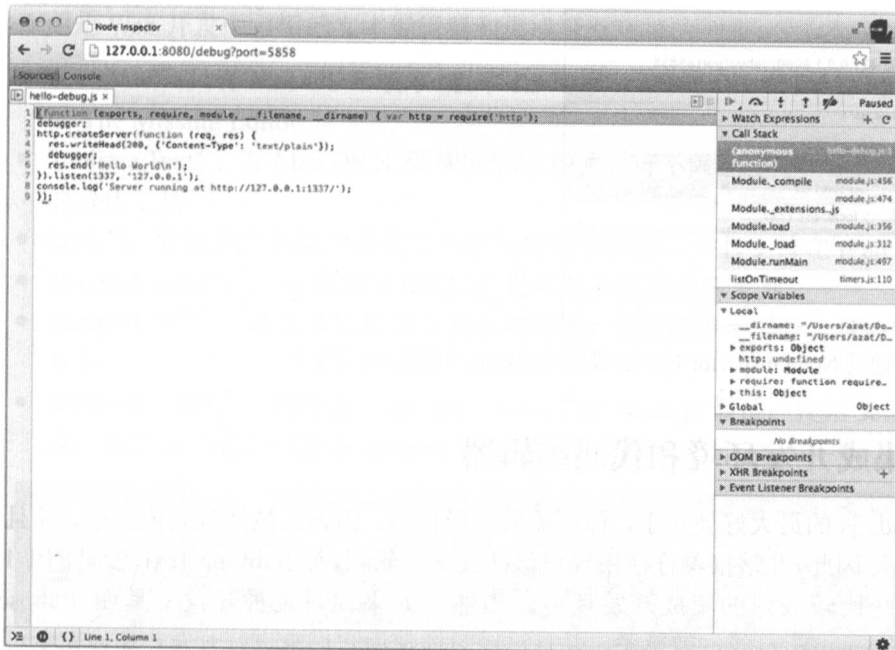 Node Inspector ×
127.0.0.1:8080/debug?port=5858
Sources Console
hello-debug.js ×
1 (function (exports, require, module, __filename, __dirname) { var http = require('http');
2 debugger;
3 http.createServer(function (req, res) {
4 res.writeHead(200, {'Content-Type': 'text/plain'});
5 debugger;
6 res.end('Hello World\n');
7 }).listen(1337, '127.0.0.1');
8 console.log('Server running at http://127.0.0.1:1337/');
9 });
Paused
Watch Expressions + C
Call Stack
(anonymous function) hello-debug.js:1
Module._compile module.js:456
module.js:474
Module._extensions..js
Module.load module.js:356
Module._load module.js:312
Module.runMain module.js:497
listOnTimeout timers.js:110
Scope Variables
Local
__dirname: "/Users/azat/Do…
__filename: "/Users/azat/D…
exports: Object
http: undefined
module: Module
require: function require…
this: Object
Global Object
Breakpoints
No Breakpoints
DOM Breakpoints
XHR Breakpoints +
Event Listener Breakpoints
{} Line 1, Column 1